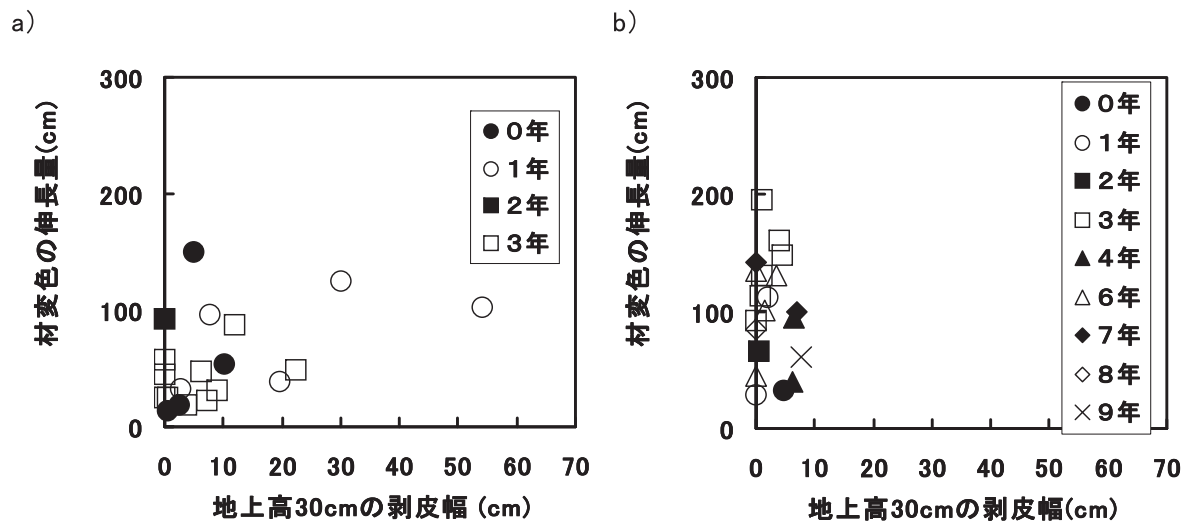 a)
材変色の伸長量(cm)
300
200
100
0
0 10 20 30 40 50 60 70
地上高30cmの剥皮幅 (cm)
●0年
○1年
■2年
□3年
b)
材変色の伸長量(cm)
300
200
100
0
0 10 20 30 40 50 60 70
地上高30cmの剥皮幅(cm)
●0年
○1年
■2年
□3年
▲4年
△6年
◆7年
◇8年
×9年